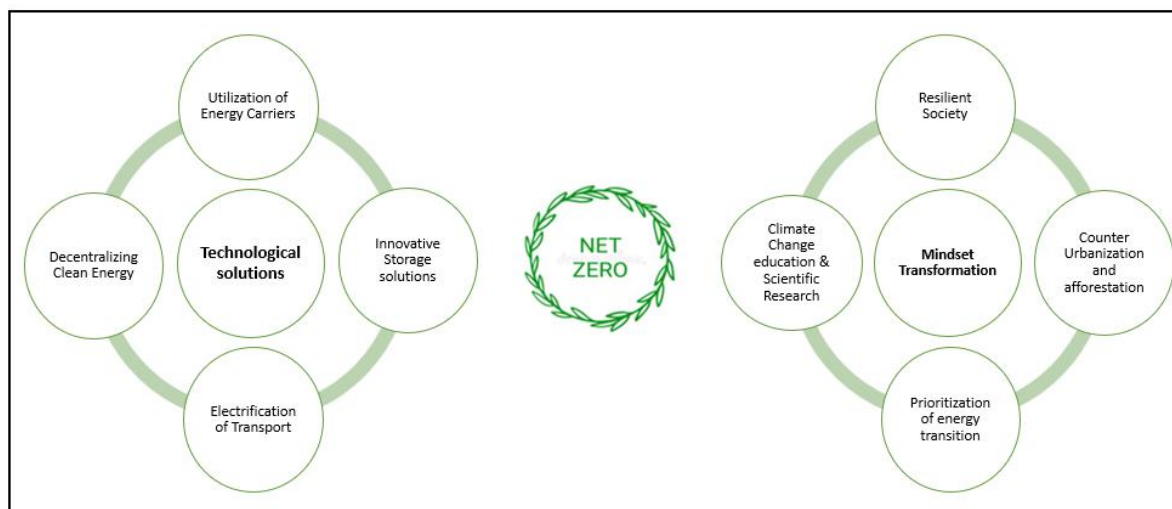 Utilization of
Energy Carriers
Decentralizing
Clean Energy
Technological
solutions
Innovative
Storage
solutions
Electrification
of Transport
NET
ZERO
Resilient
Society
Climate
Change
education &
Scientific
Research
Mindset
Transformation
Counter
Urbanization
and
afforestation
Prioritization
of energy
transition